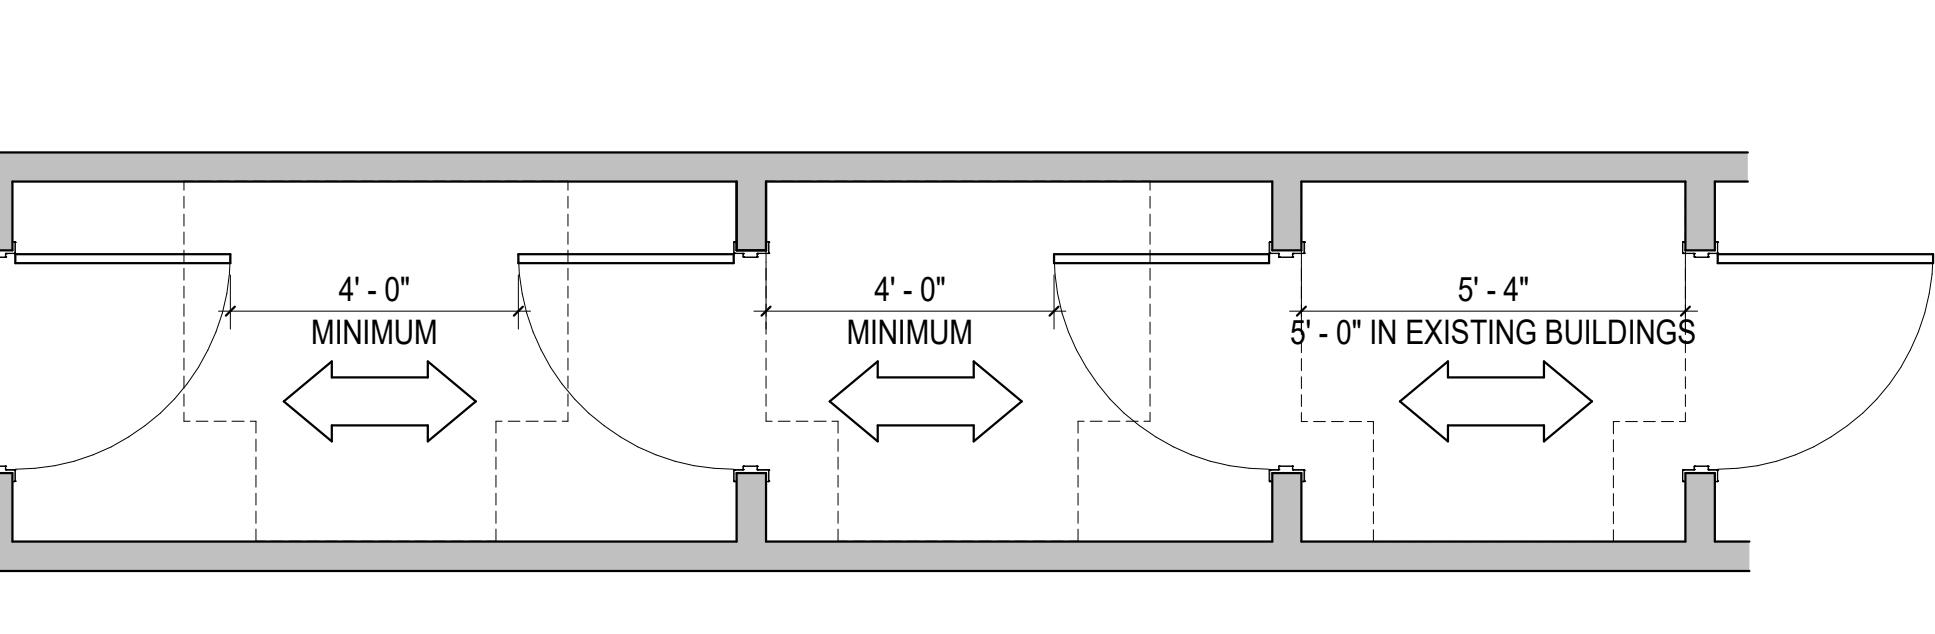 4' - 0"
MINIMUM
4' - 0"
MINIMUM
5' - 4"
5' - 0" IN EXISTING BUILDINGS